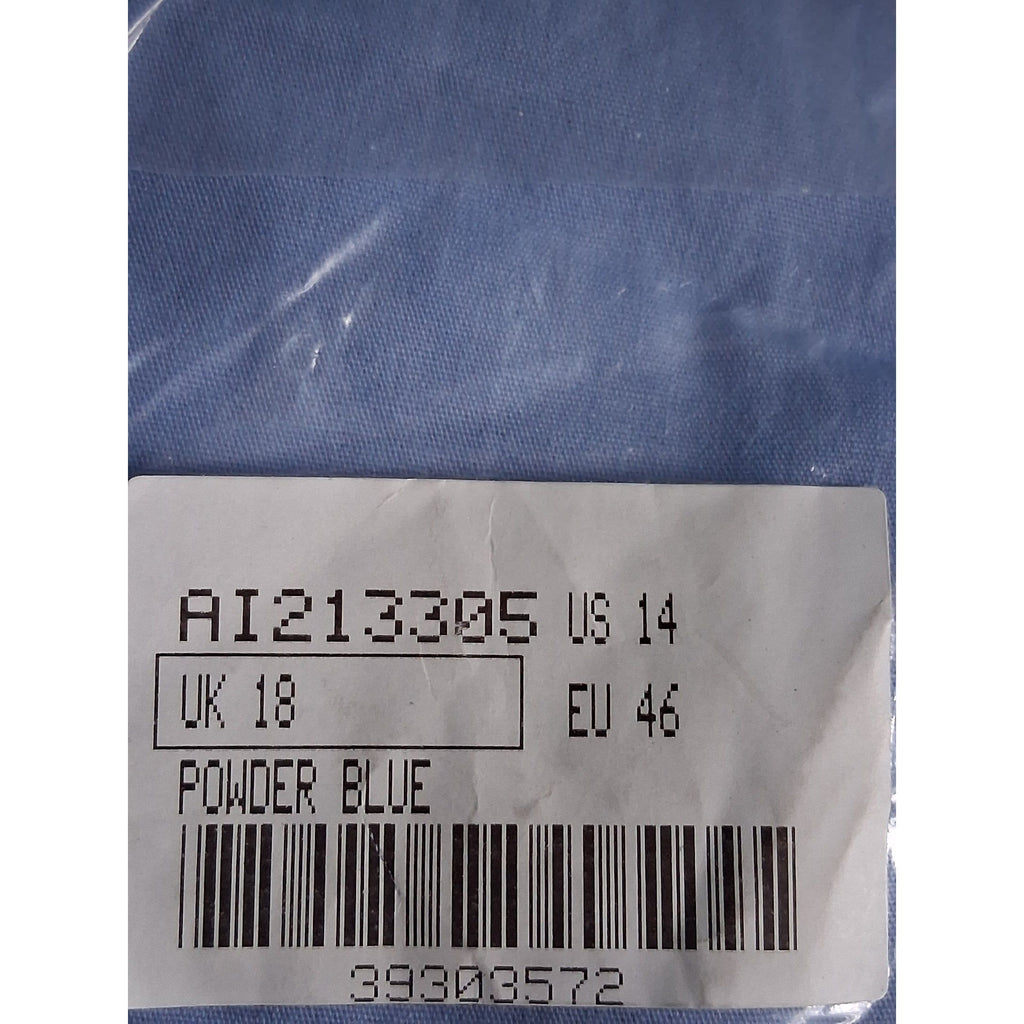 AI213305 US 14
UK 18 EU 46
POWDER BLUE
39303572